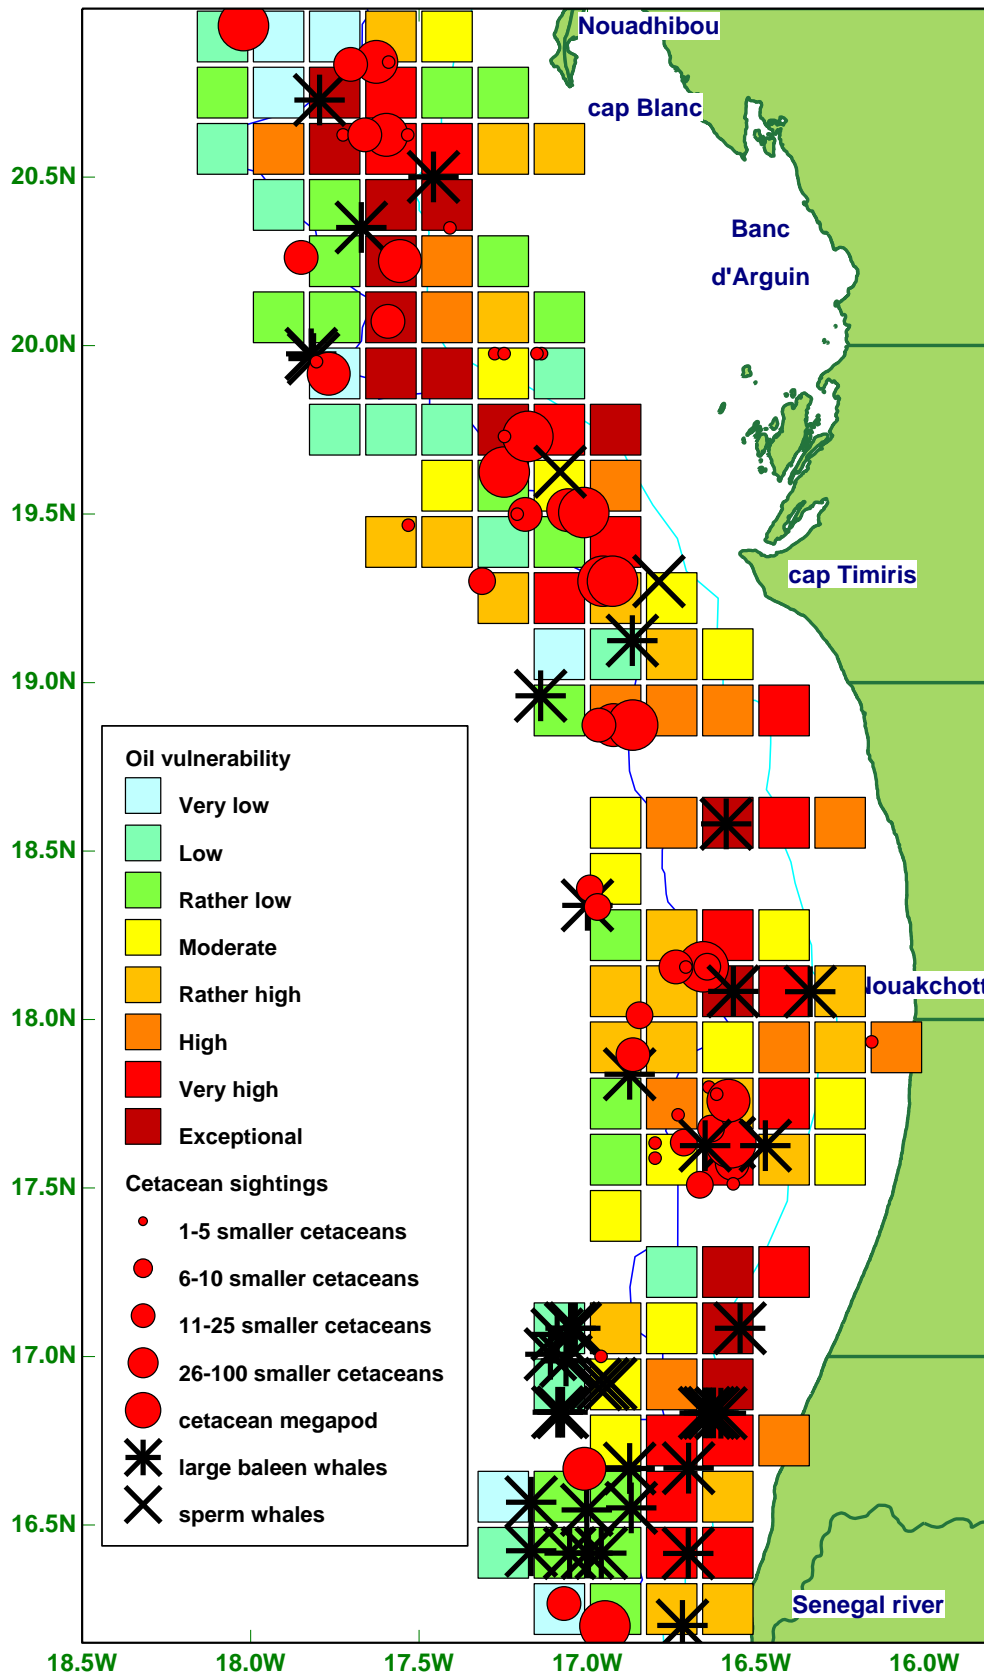 Nouadhibou
cap Blanc
20.5N
Banc
d'Arguin
20.0N
19.5N
cap Timiris
19.0N
18.5N
Nouakchott
18.0N
17.5N
17.0N
16.5N
Senegal river
Oil vulnerability
Very low
Low
Rather low
Moderate
Rather high
High
Very high
Exceptional
Cetacean sightings
1-5 smaller cetaceans
6-10 smaller cetaceans
11-25 smaller cetaceans
26-100 smaller cetaceans
cetacean megapod
large baleen whales
sperm whales
18.5W 18.0W 17.5W 17.0W 16.5W 16.0W